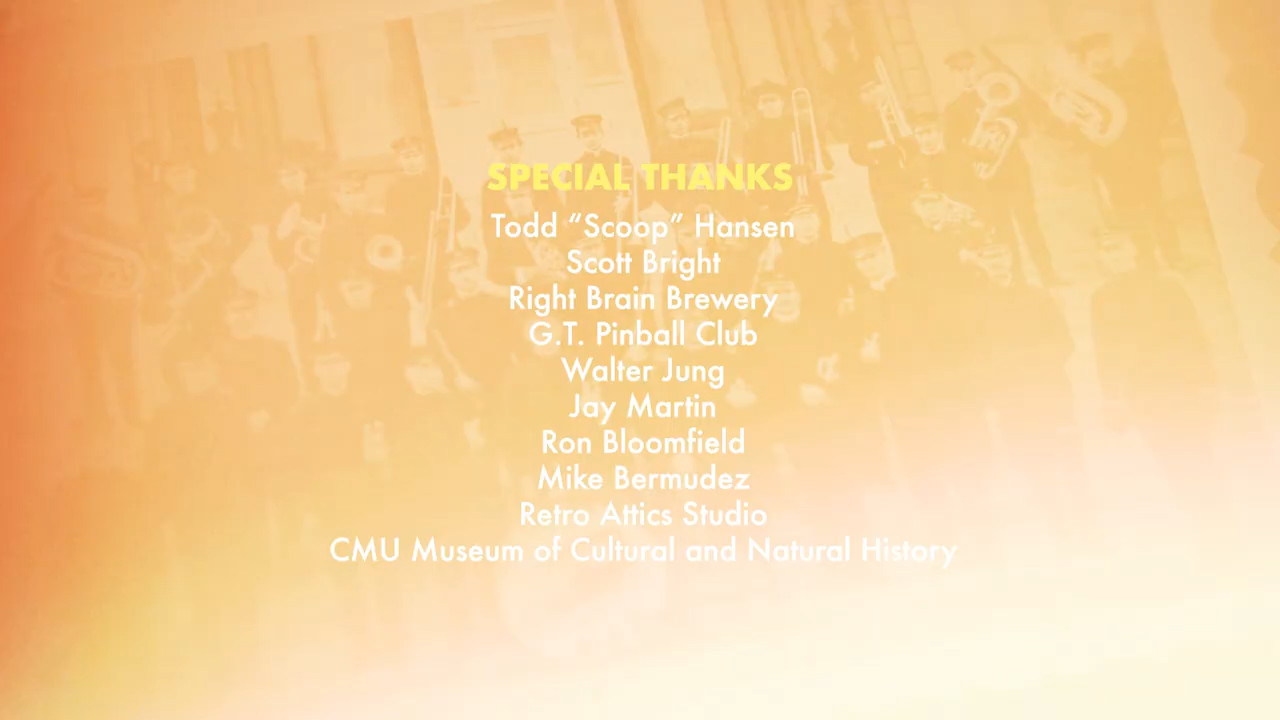 SPECIAL THANKS
Todd “Scoop” Hansen
Scott Bright
Right Brain Brewery
G.T. Pinball Club
Walter Jung
Jay Martin
Ron Bloomfield
Mike Bermudez
Retro Attics Studio
CMU Museum of Cultural and Natural History